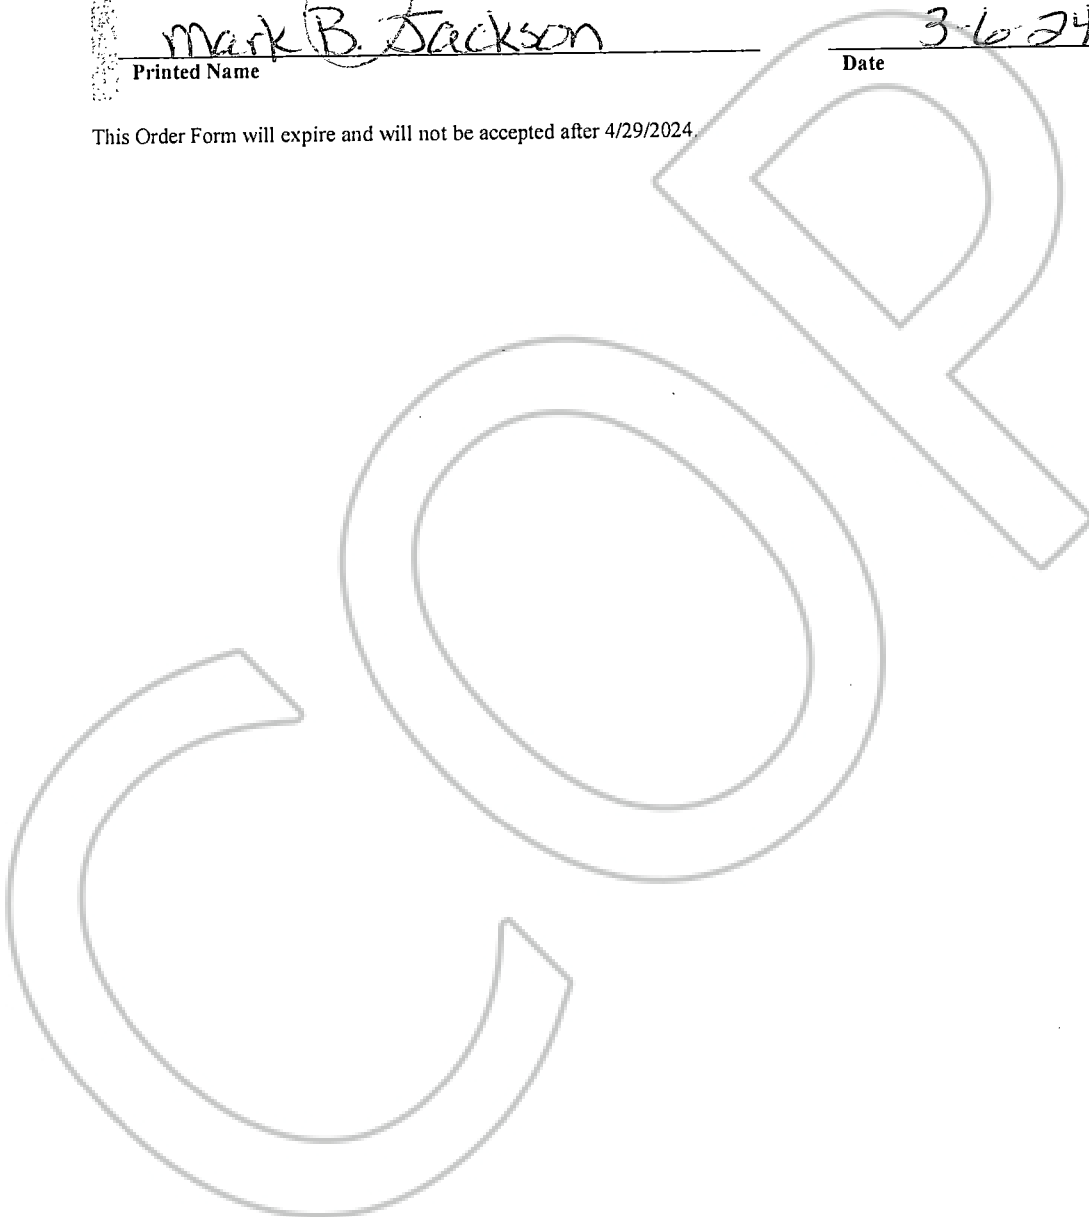 Mark B. Jackson 3-6-24
Printed Name Date
This Order Form will expire and will not be accepted after 4/29/2024.
COP